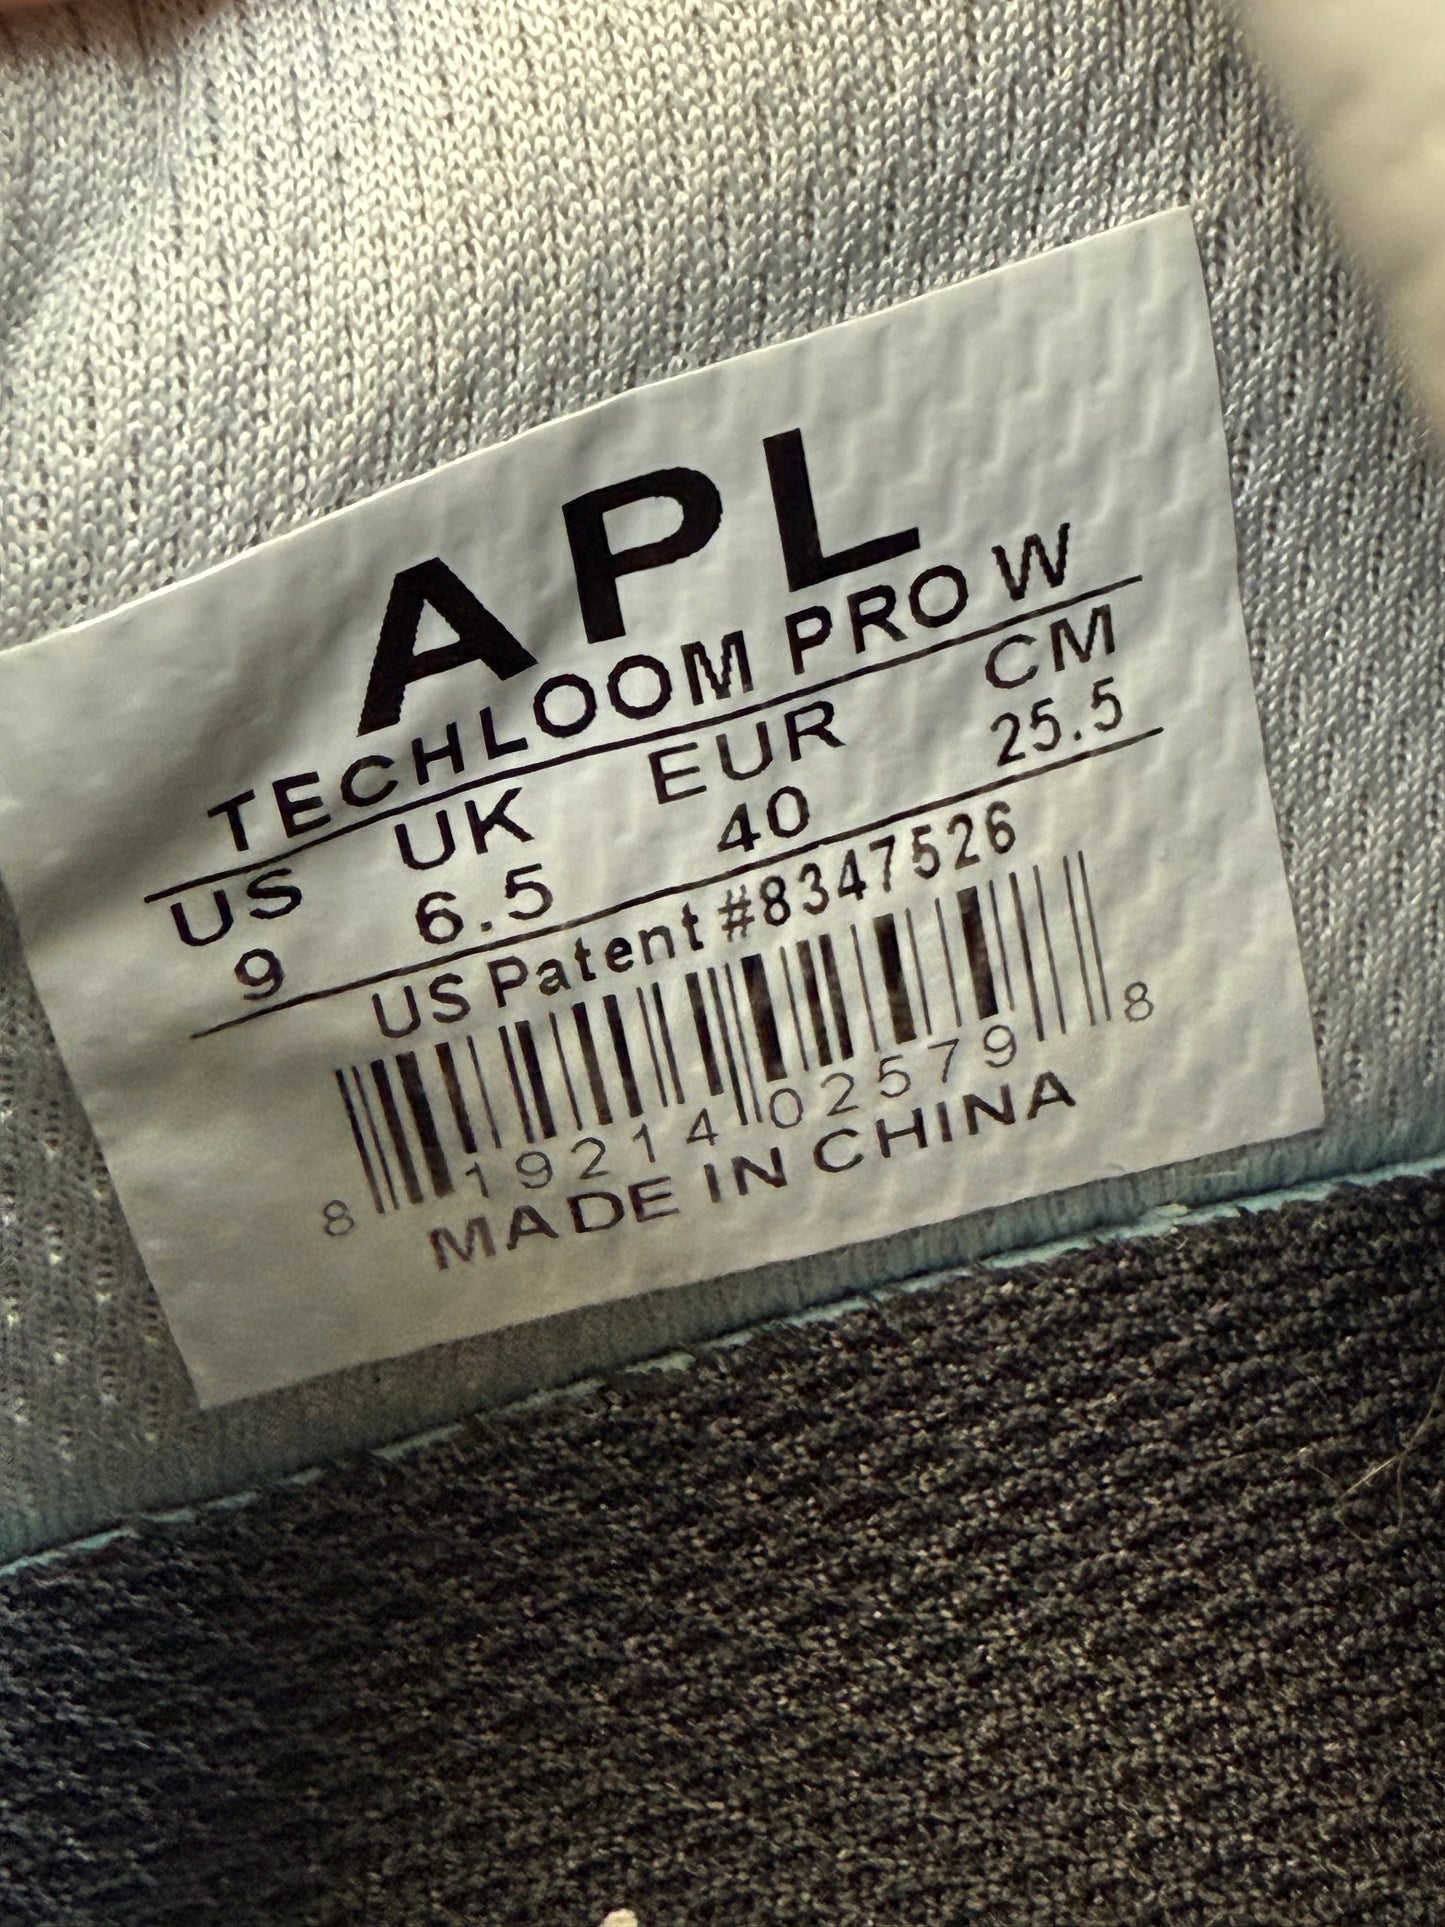 APL
TECHLOOM PRO W
US UK EUR CM
9 6.5 40 25.5
US Patent #8347526
8 19214 02579 8
MADE IN CHINA